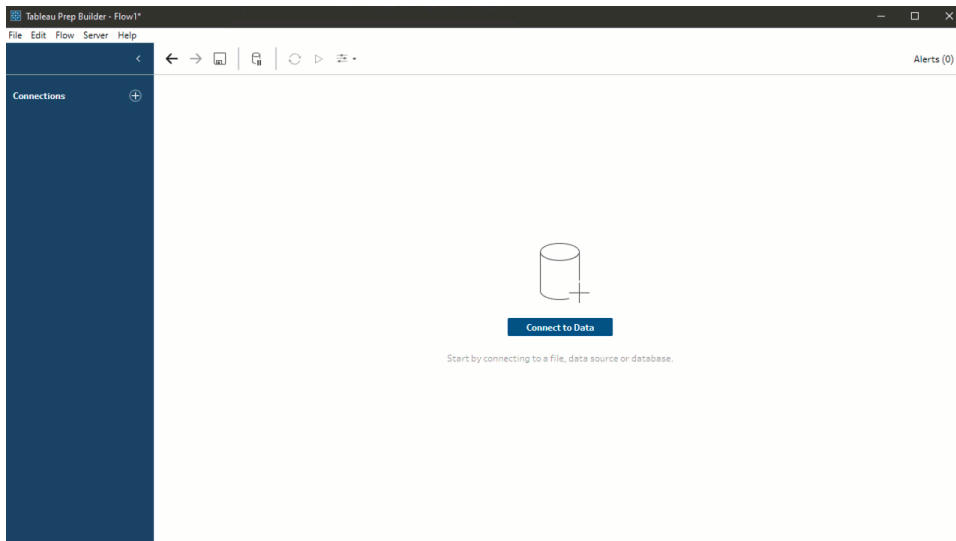 Tableau Prep Builder - Flow1*
File Edit Flow Server Help
Alerts (0)
Connections
Connect to Data
Start by connecting to a file, data source or database.